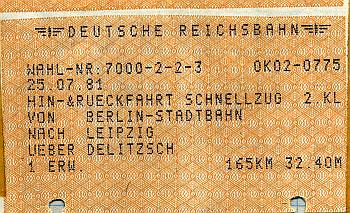 DEUTSCHE REICHSBAHN
WAHL-NR:7000-2-2-3 OK02-0775
25.07.81
HIN-&RUECKFAHRT SCHNELLZUG 2.KL
VON BERLIN-STADTBAHN
NACH LEIPZIG
UEBER DELITZSCH
1 ERW. 165KM 32.40M